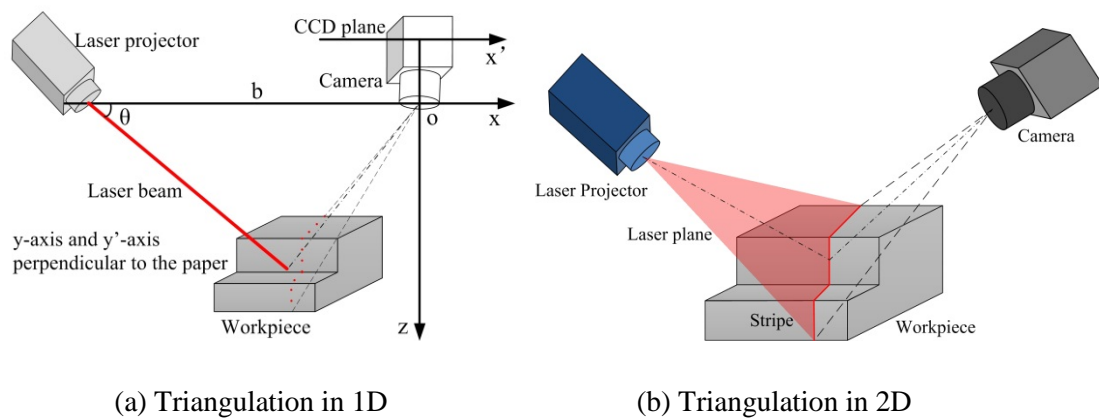 Laser projector
CCD plane
x'
Camera
b
x
θ
o
Laser beam
y-axis and y'-axis
perpendicular to the paper
Workpiece
z
Camera
Laser Projector
Laser plane
Stripe
Workpiece
(a) Triangulation in 1D
(b) Triangulation in 2D